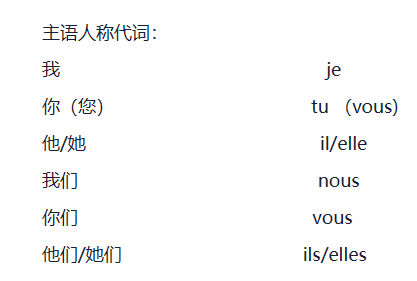 主语人称代词：
我 je
你（您） tu （vous)
他/她 il/elle
我们 nous
你们 vous
他们/她们 ils/elles